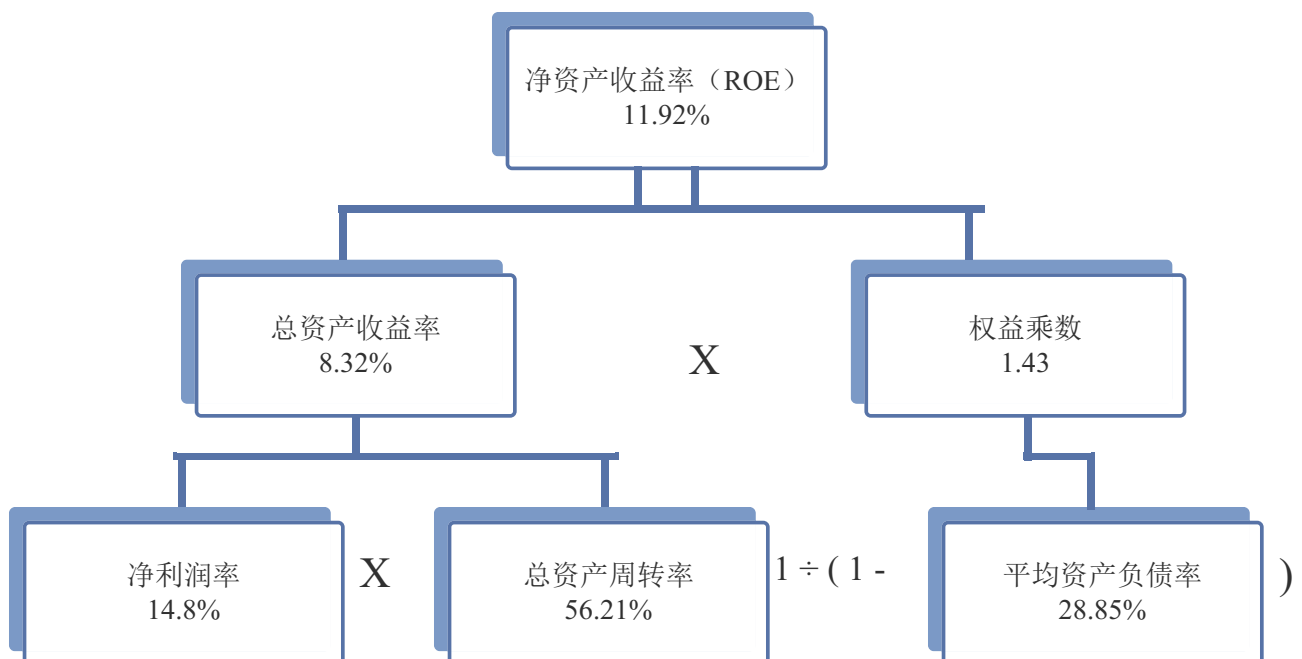 净资产收益率（ROE）
11.92%
总资产收益率
8.32%
X
权益乘数
1.43
净利润率
14.8%
X
总资产周转率
56.21%
1 ÷ ( 1 -
平均资产负债率
28.85%
)